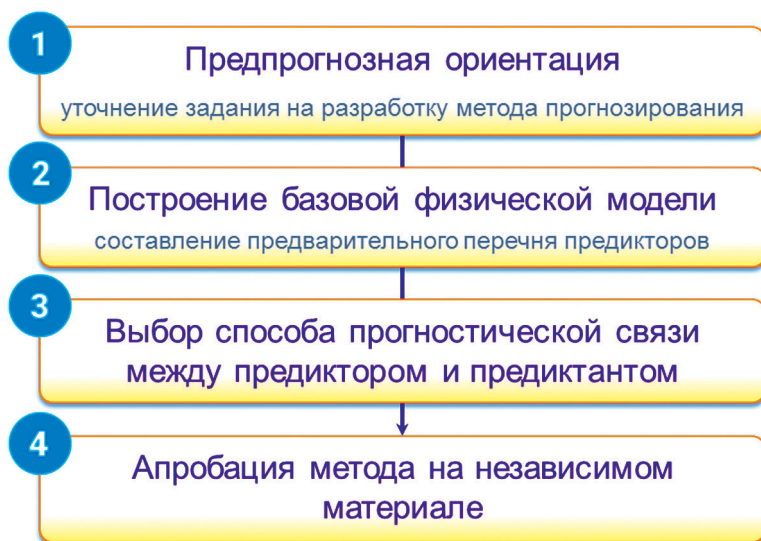 1
Предпрогнозная ориентация
уточнение задания на разработку метода прогнозирования
2
Построение базовой физической модели
составление предварительного перечня предикторов
3
Выбор способа прогностической связи
между предиктором и предиктантом
4
Апробация метода на независимом
материале